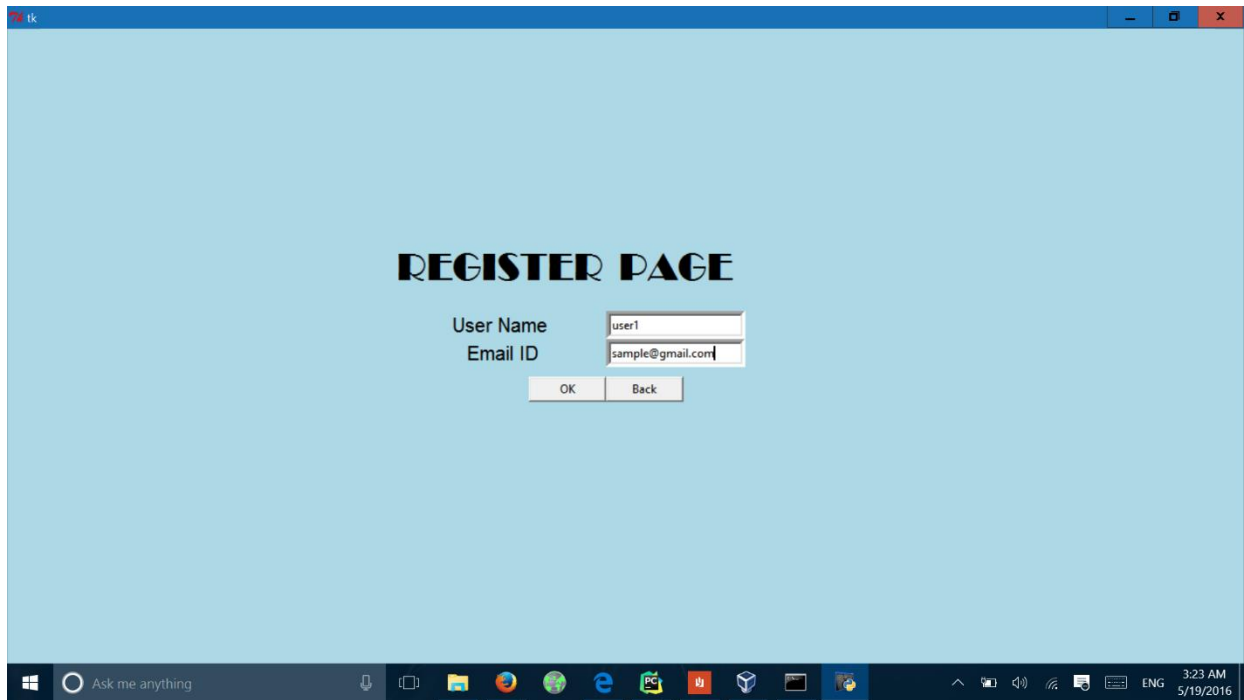 tk
REGISTER PAGE
User Name
user1
Email ID
sample@gmail.com
OK
Back
Ask me anything
PC
ENG
3:23 AM
5/19/2016